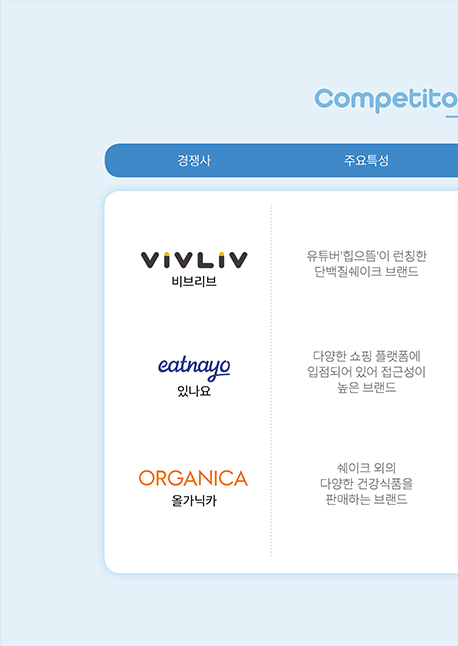 Competito
경쟁사 주요특성
VIVLIV
비브리브
유튜버'힙으뜸'이 런칭한
단백질쉐이크 브랜드
eatnayo
있나요
다양한 쇼핑 플랫폼에
입점되어 있어 접근성이
높은 브랜드
ORGANICA
올가닉카
쉐이크 외의
다양한 건강식품을
판매하는 브랜드